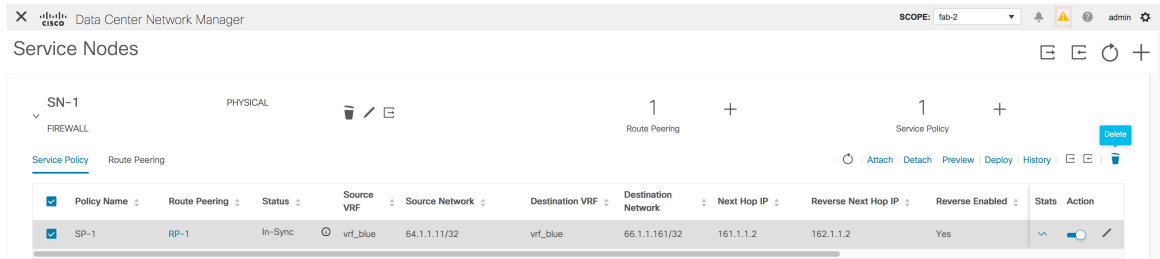 CISCO Data Center Network Manager SCOPE: fab-2 admin
Service Nodes
SN-1 PHYSICAL 1 1
FIREWALL Route Peering Service Policy
Delete
Service Policy Route Peering Attach Detach Preview Deploy History
Policy Name Route Peering Status Source VRF Source Network Destination VRF Destination Network Next Hop IP Reverse Next Hop IP Reverse Enabled Stats Action
SP-1 RP-1 In-Sync vrf_blue 64.1.1.11/32 vrf_blue 66.1.1.161/32 161.1.1.2 162.1.1.2 Yes